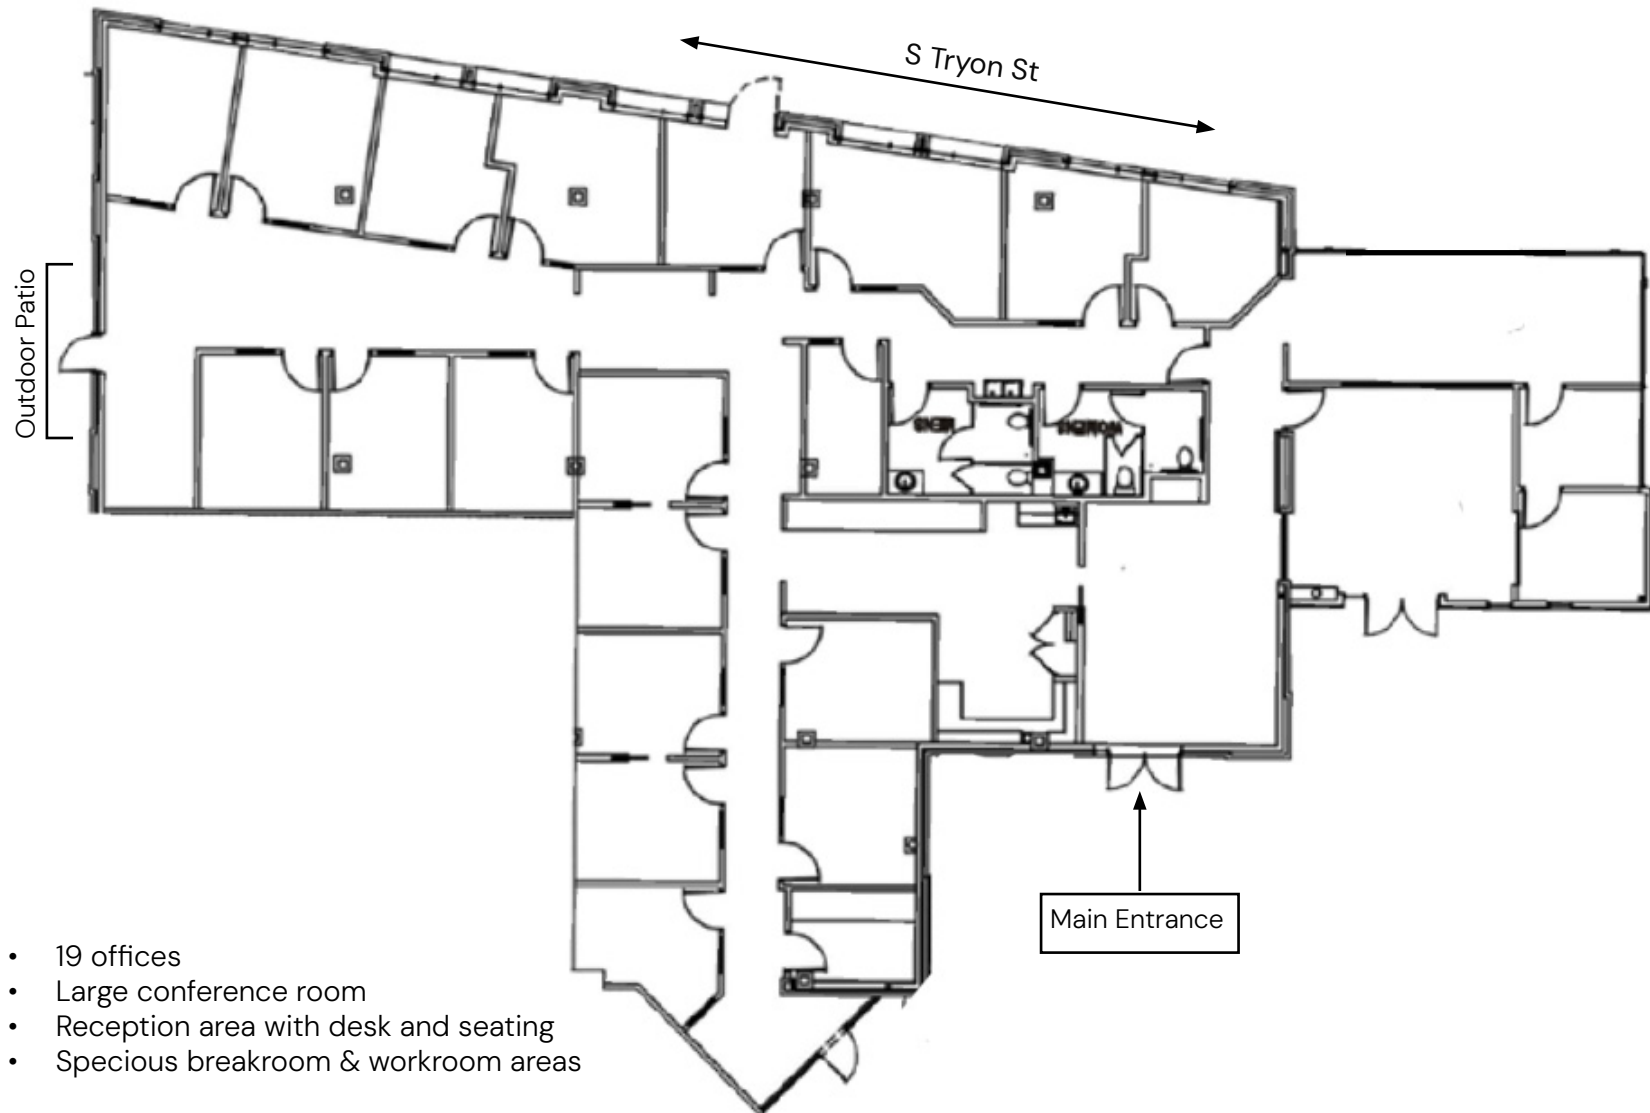 S Tryon St
Outdoor Patio
Main Entrance
• 19 offices
• Large conference room
• Reception area with desk and seating
• Specious breakroom & workroom areas